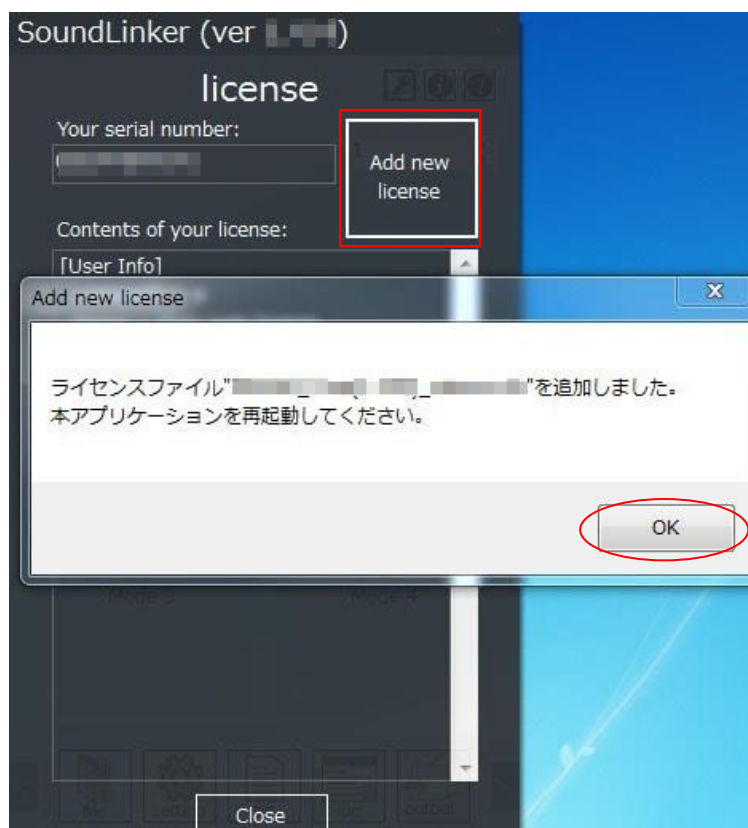 SoundLinker (ver )
license
Your serial number:
Add new
license
Contents of your license:
[User Info]
Add new license
ライセンスファイル" "を追加しました。
本アプリケーションを再起動してください。
OK
Mode 3 Mode 4
Close